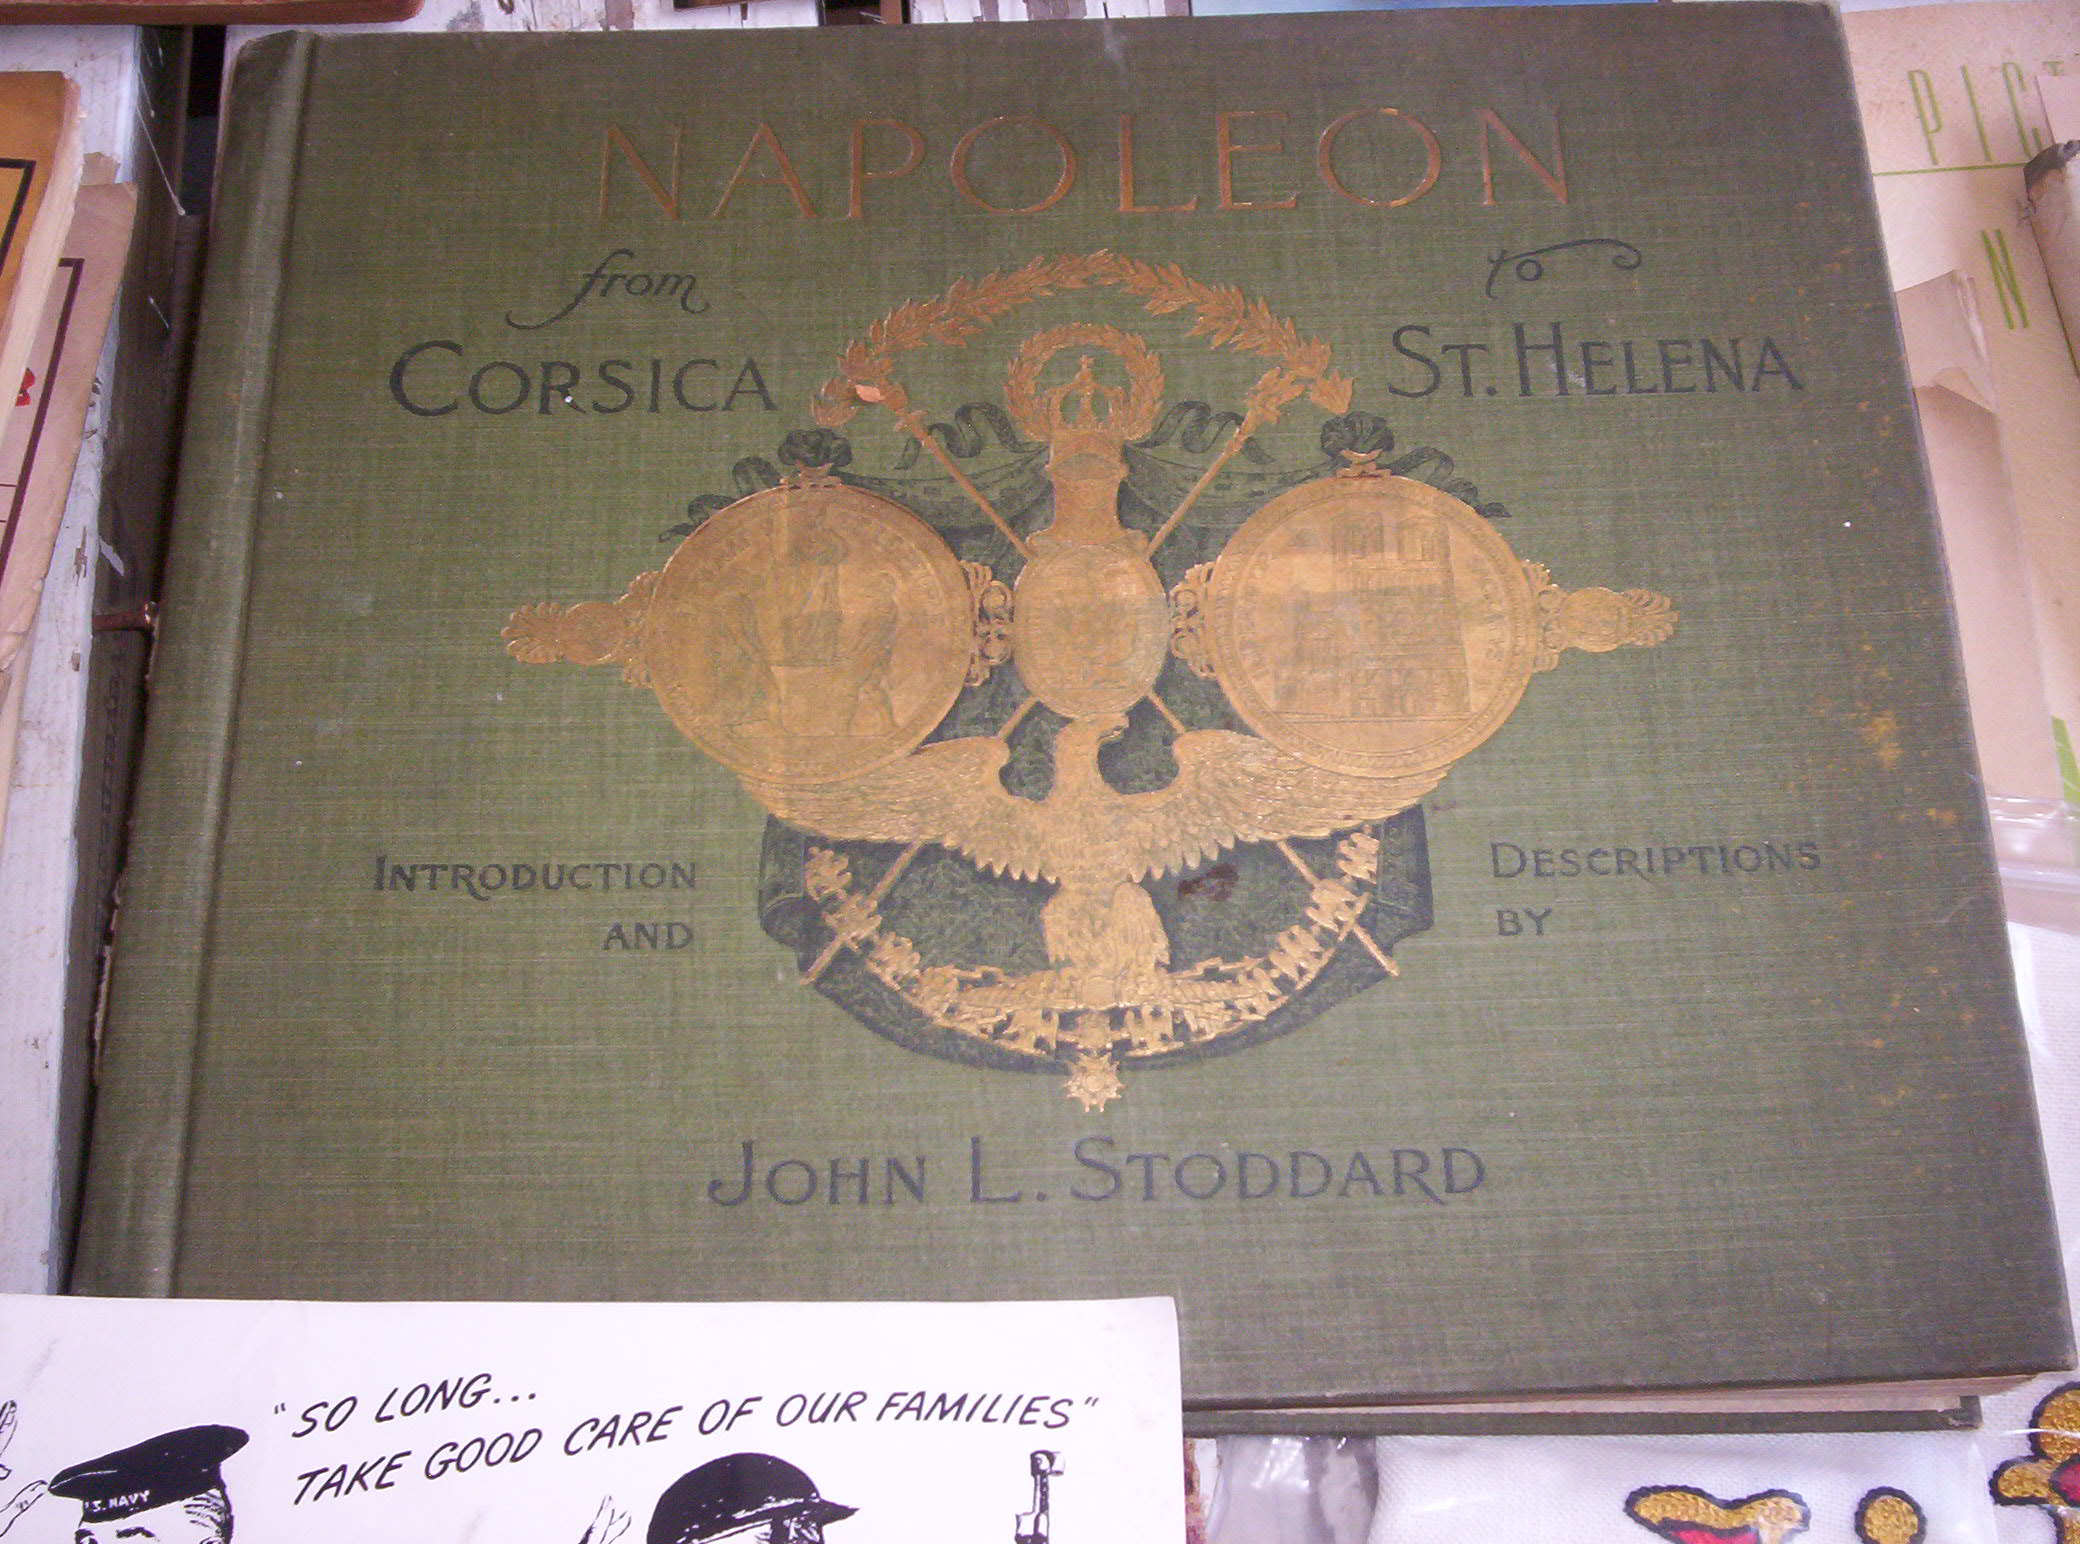 NAPOLEON
from
CORSICA
to
ST. HELENA
INTRODUCTION
AND
DESCRIPTIONS
BY
JOHN L. STODDARD
"SO LONG...
TAKE GOOD CARE OF OUR FAMILIES"
NAVY